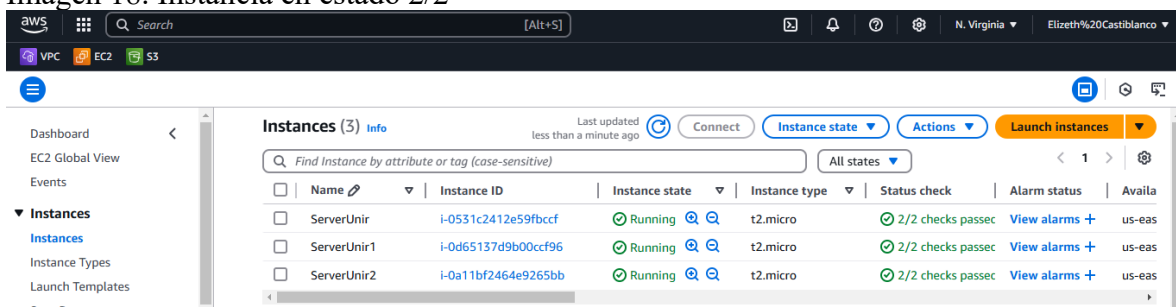 Imagen 18: Instancia en estado 2/2
aws Search [Alt+S] N. Virginia Elizeth%20Castiblanco
VPC EC2 S3
Dashboard
EC2 Global View
Events
Instances
Instances
Instance Types
Launch Templates
Instances (3) Info Last updated less than a minute ago Connect Instance state Actions Launch instances
Find Instance by attribute or tag (case-sensitive) All states 1
Name Instance ID Instance state Instance type Status check Alarm status Availa
ServerUnir i-0531c2412e59fbccf Running t2.micro 2/2 checks passec View alarms + us-eas
ServerUnir1 i-0d65137d9b00ccf96 Running t2.micro 2/2 checks passec View alarms + us-eas
ServerUnir2 i-0a11bf2464e9265bb Running t2.micro 2/2 checks passec View alarms + us-eas